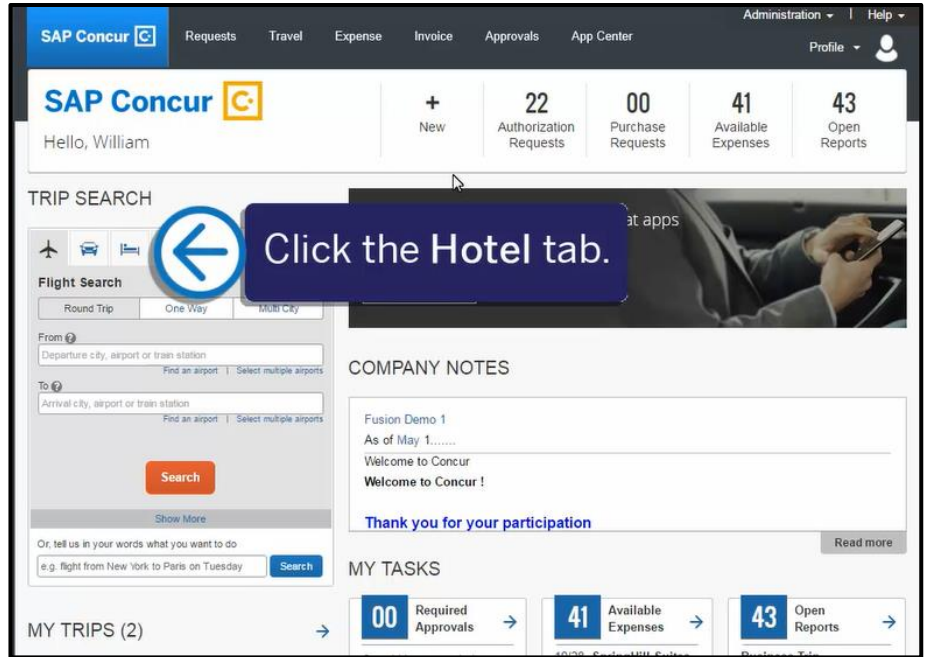 Administration | Help
SAP Concur C Requests Travel Expense Invoice Approvals App Center
Profile
SAP Concur C
Hello, William
+
New
22
Authorization
Requests
00
Purchase
Requests
41
Available
Expenses
43
Open
Reports
TRIP SEARCH
at apps
Click the Hotel tab.
Flight Search
Round Trip One Way Multi City
From ?
Departure city, airport or train station
Find an airport | Select multiple airports
To ?
Arrival city, airport or train station
Find an airport | Select multiple airports
Search
Show More
Or, tell us in your words what you want to do
e.g. flight from New York to Paris on Tuesday Search
MY TRIPS (2)
COMPANY NOTES
Fusion Demo 1
As of May 1.......
Welcome to Concur
Welcome to Concur !
Thank you for your participation
Read more
MY TASKS
00 Required
Approvals
41 Available
Expenses
10/28 SpringHill Suites
43 Open
Reports
Business Trip